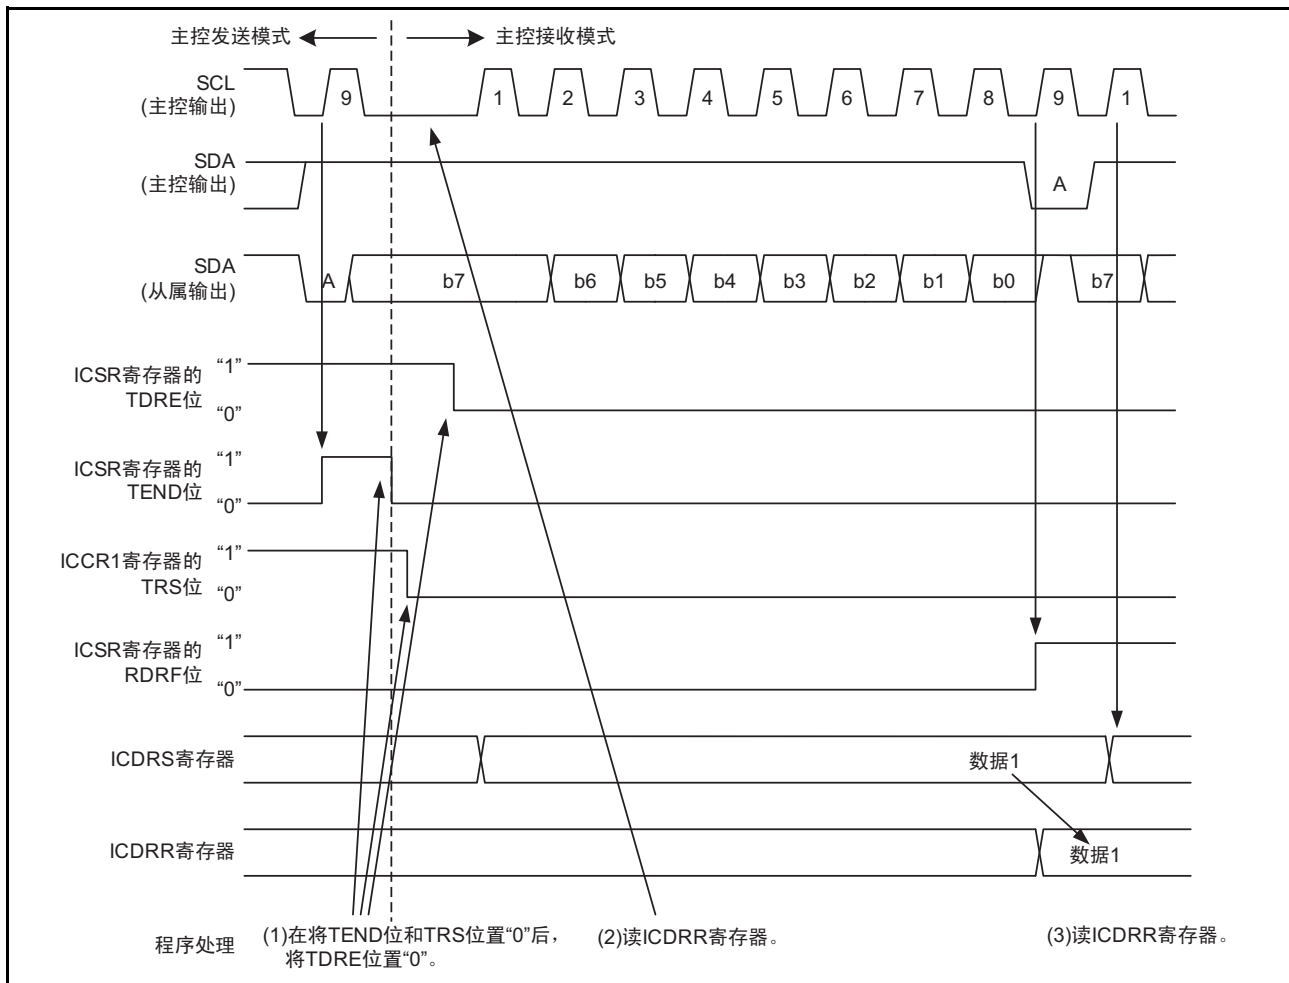 主控发送模式
主控接收模式
SCL
(主控输出)
9
1
2
3
4
5
6
7
8
9
1
SDA
(主控输出)
A
SDA
(从属输出)
A
b7
b6
b5
b4
b3
b2
b1
b0
b7
ICSR寄存器的
TDRE位
“1”
“0”
ICSR寄存器的
TEND位
“1”
“0”
ICCR1寄存器的
TRS位
“1”
“0”
ICSR寄存器的
RDRF位
“1”
“0”
ICDRS寄存器
数据1
ICDRR寄存器
数据1
程序处理
(1)在将TEND位和TRS位置“0”后，
将TDRE位置“0”。
(2)读ICDRR寄存器。
(3)读ICDRR寄存器。